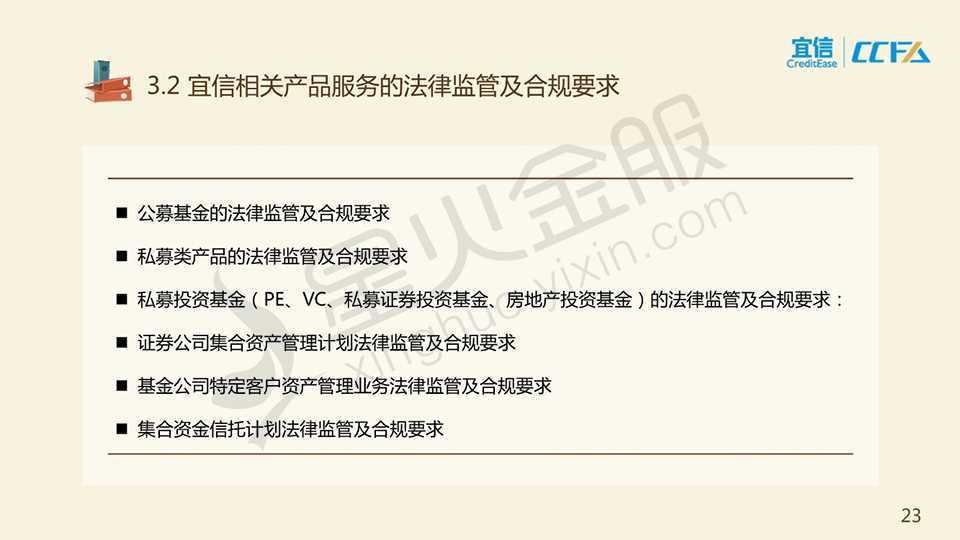 宜信
CreditEase
CCFA
3.2 宜信相关产品服务的法律监管及合规要求
■ 公募基金的法律监管及合规要求
■ 私募类产品的法律监管及合规要求
■ 私募投资基金（PE、VC、私募证券投资基金、房地产投资基金）的法律监管及合规要求：
■ 证券公司集合资产管理计划法律监管及合规要求
■ 基金公司特定客户资产管理业务法律监管及合规要求
■ 集合资金信托计划法律监管及合规要求
星火金服
xinghuo.yixin.com
23